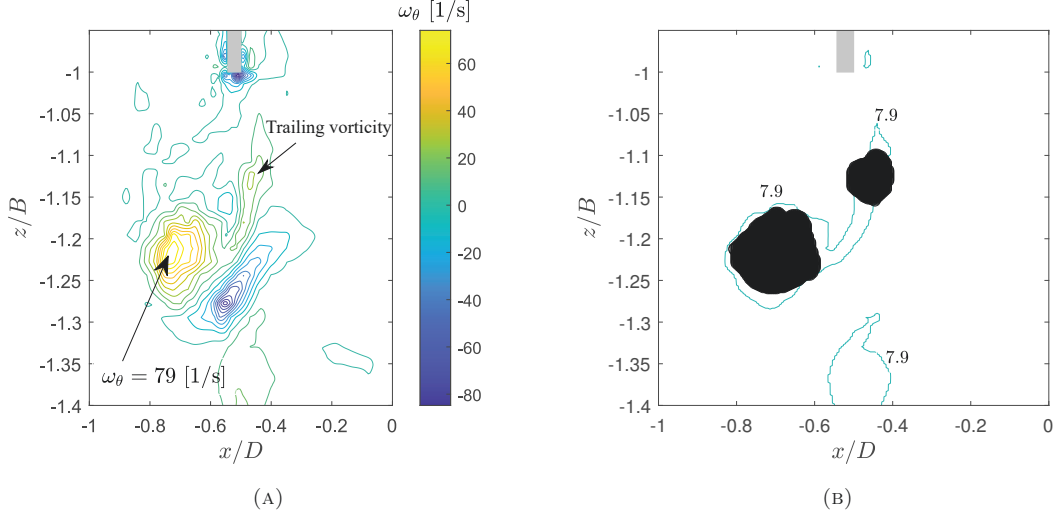 ω_θ [1/s]
-1
-1.05
-1.1
-1.15
-1.2
-1.25
-1.3
-1.35
-1.4
z/B
Trailing vorticity
ω_θ = 79 [1/s]
-1 -0.8 -0.6 -0.4 -0.2 0
x/D
60
40
20
0
-20
-40
-60
-80
(A)
-1
-1.05
-1.1
-1.15
-1.2
-1.25
-1.3
-1.35
-1.4
z/B
7.9
7.9
7.9
-1 -0.8 -0.6 -0.4 -0.2 0
x/D
(B)